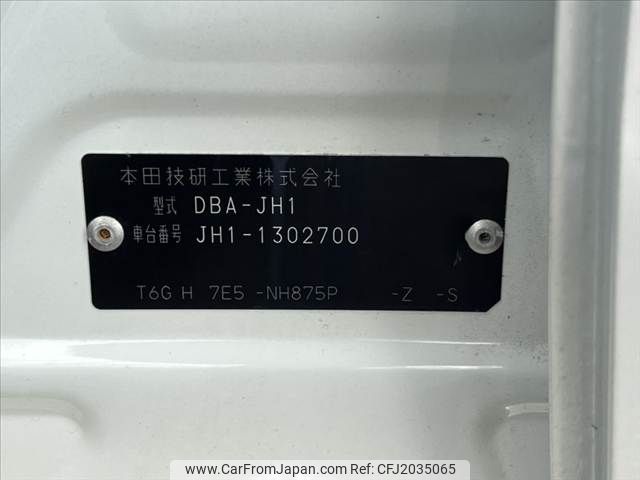 本田技研工業株式会社
型式 DBA-JH1
車台番号 JH1-1302700
T6G H 7E5 -NH875P -Z -S
www.CarFromJapan.com | © CarFromJapan | CFJ2035065